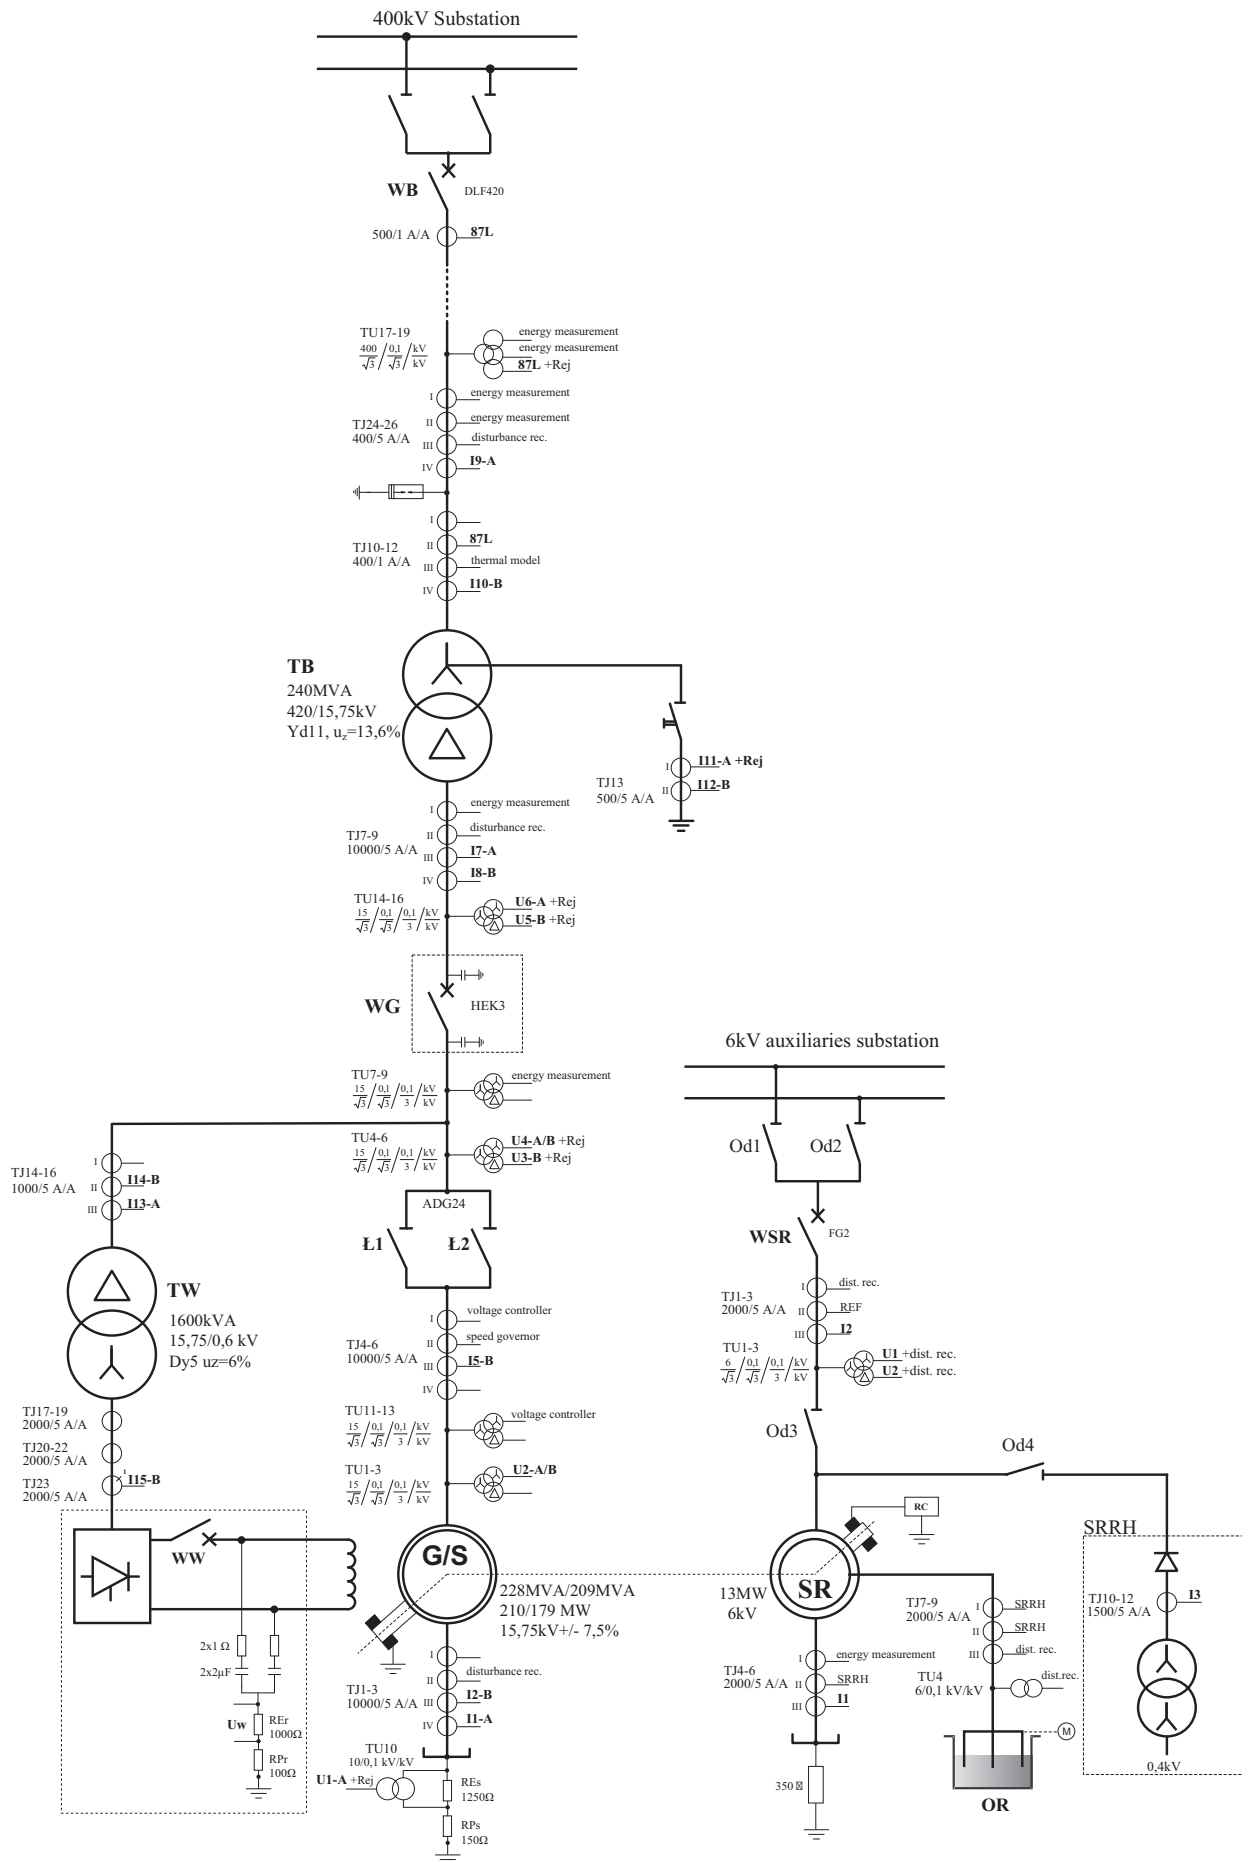 400kV Substation
WB
DLF420
500/1 A/A
87L
TU17-19
400/√3 / 0,1/√3 / kV/kV
energy measurement
energy measurement
87L +Rej
TJ24-26
400/5 A/A
I
energy measurement
II
energy measurement
III
disturbance rec.
IV
I9-A
TJ10-12
400/1 A/A
I
II
87L
III
thermal model
IV
I10-B
TB
240MVA
420/15,75kV
Yd11, uz=13,6%
TJ13
500/5 A/A
I
I11-A +Rej
II
I12-B
TJ7-9
10000/5 A/A
I
energy measurement
II
disturbance rec.
III
I7-A
IV
I8-B
TU14-16
15/√3 / 0,1/√3 / 0,1/3 / kV/kV
U6-A +Rej
U5-B +Rej
WG
HEK3
TU7-9
15/√3 / 0,1/√3 / 0,1/3 / kV/kV
energy measurement
TU4-6
15/√3 / 0,1/√3 / 0,1/3 / kV/kV
U4-A/B +Rej
U3-B +Rej
ADG24
Ł1
Ł2
TJ14-16
1000/5 A/A
I
II
I14-B
III
I13-A
TW
1600kVA
15,75/0,6 kV
Dy5 uz=6%
TJ17-19
2000/5 A/A
TJ20-22
2000/5 A/A
TJ23
2000/5 A/A
I
I15-B
WW
2x1 Ω
2x2μF
Uw
REr
1000Ω
RPr
100Ω
TJ4-6
10000/5 A/A
I
voltage controller
II
speed governor
III
I5-B
IV
TU11-13
15/√3 / 0,1/√3 / 0,1/3 / kV/kV
voltage controller
TU1-3
15/√3 / 0,1/√3 / 0,1/3 / kV/kV
U2-A/B
G/S
228MVA/209MVA
210/179 MW
15,75kV+/- 7,5%
TJ1-3
10000/5 A/A
I
II
disturbance rec.
III
I2-B
IV
I1-A
TU10
10/0,1 kV/kV
U1-A +Rej
REs
1250Ω
RPs
150Ω
6kV auxiliaries substation
Od1
Od2
WSR
FG2
TJ1-3
2000/5 A/A
I
dist. rec.
II
REF
III
I2
TU1-3
6/√3 / 0,1/√3 / 0,1/3 / kV/kV
U1 +dist. rec.
U2 +dist. rec.
Od3
Od4
RC
SR
13MW
6kV
TJ4-6
2000/5 A/A
I
energy measurement
II
SRRH
III
I1
350
TJ7-9
2000/5 A/A
I
SRRH
II
SRRH
III
dist. rec.
TU4
6/0,1 kV/kV
dist.rec.
M
OR
SRRH
TJ10-12
1500/5 A/A
I3
0,4kV